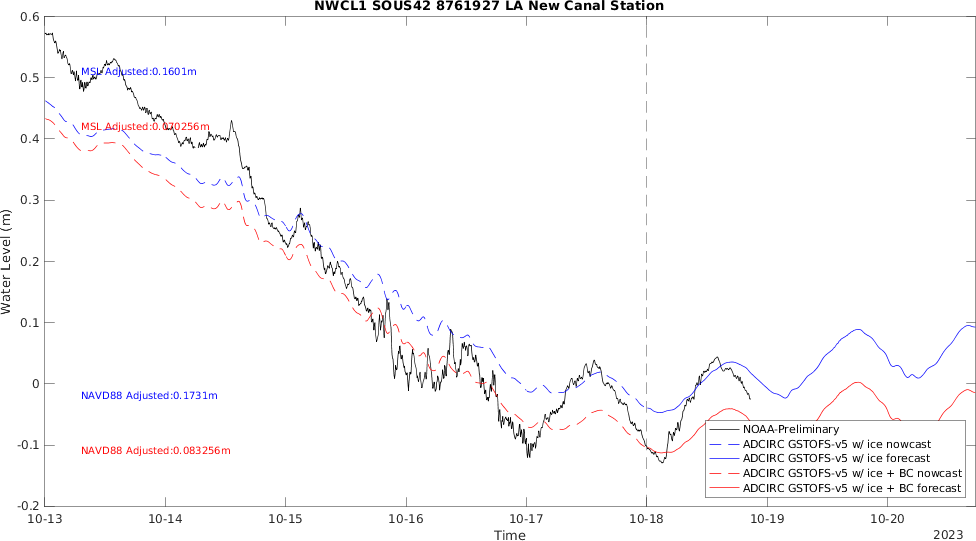 NWCL1 SOUS42 8761927 LA New Canal Station
0.6
0.5
0.4
0.3
0.2
0.1
0
-0.1
-0.2
Water Level (m)
MSL Adjusted:0.1601m
MSL Adjusted:0.070256m
NAVD88 Adjusted:0.1731m
NAVD88 Adjusted:0.083256m
NOAA-Preliminary
ADCIRC GSTOFS-v5 w/ ice nowcast
ADCIRC GSTOFS-v5 w/ ice forecast
ADCIRC GSTOFS-v5 w/ ice + BC nowcast
ADCIRC GSTOFS-v5 w/ ice + BC forecast
10-13 10-14 10-15 10-16 10-17 10-18 10-19 10-20
Time
2023